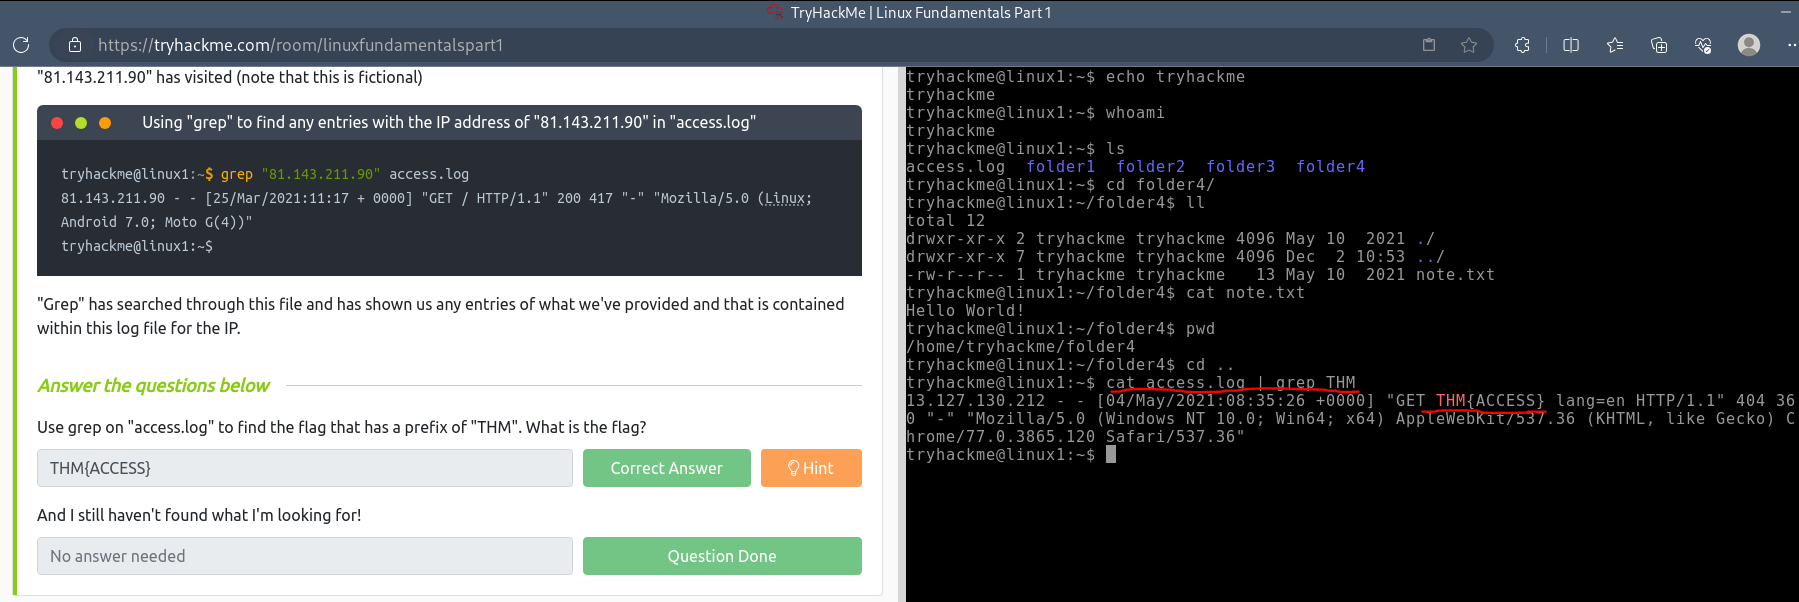 TryHackMe | Linux Fundamentals Part 1
https://tryhackme.com/room/linuxfundamentalspart1
"81.143.211.90" has visited (note that this is fictional)
Using "grep" to find any entries with the IP address of "81.143.211.90" in "access.log"
tryhackme@linux1:~$ grep "81.143.211.90" access.log
81.143.211.90 - - [25/Mar/2021:11:17 + 0000] "GET / HTTP/1.1" 200 417 "-" "Mozilla/5.0 (Linux;
Android 7.0; Moto G(4))"
tryhackme@linux1:~$
"Grep" has searched through this file and has shown us any entries of what we've provided and that is contained
within this log file for the IP.
Answer the questions below
Use grep on "access.log" to find the flag that has a prefix of "THM". What is the flag?
THM{ACCESS}
Correct Answer
Hint
And I still haven't found what I'm looking for!
No answer needed
Question Done
tryhackme@linux1:~$ echo tryhackme
tryhackme
tryhackme@linux1:~$ whoami
tryhackme
tryhackme@linux1:~$ ls
access.log  folder1  folder2  folder3  folder4
tryhackme@linux1:~$ cd folder4/
tryhackme@linux1:~/folder4$ ll
total 12
drwxr-xr-x 2 tryhackme tryhackme 4096 May 10  2021 ./
drwxr-xr-x 7 tryhackme tryhackme 4096 Dec  2 10:53 ../
-rw-r--r-- 1 tryhackme tryhackme   13 May 10  2021 note.txt
tryhackme@linux1:~/folder4$ cat note.txt
Hello World!
tryhackme@linux1:~/folder4$ pwd
/home/tryhackme/folder4
tryhackme@linux1:~/folder4$ cd ..
tryhackme@linux1:~$ cat access.log | grep THM
13.127.130.212 - - [04/May/2021:08:35:26 +0000] "GET THM{ACCESS} lang=en HTTP/1.1" 404 36
0 "-" "Mozilla/5.0 (Windows NT 10.0; Win64; x64) AppleWebKit/537.36 (KHTML, like Gecko) C
hrome/77.0.3865.120 Safari/537.36"
tryhackme@linux1:~$